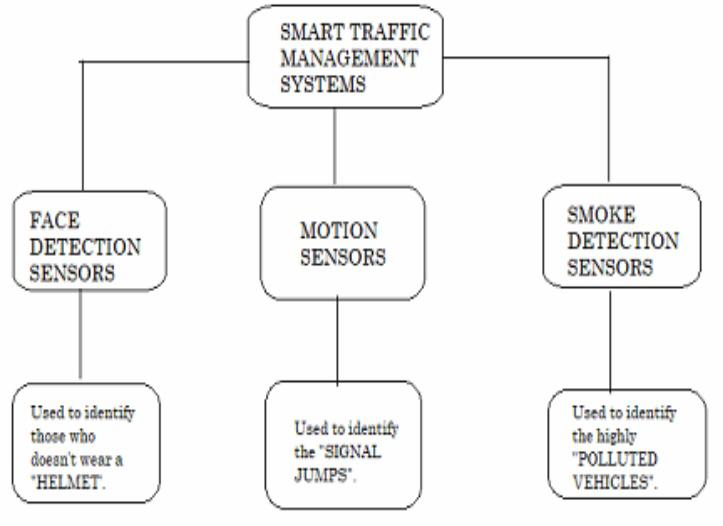 SMART TRAFFIC
MANAGEMENT
SYSTEMS
FACE
DETECTION
SENSORS
MOTION
SENSORS
SMOKE
DETECTION
SENSORS
Used to identify
those who
doesn't wear a
"HELMET'.
Used to identify
the "SIGNAL
JUMPS".
Used to identify
the highly
"POLLUTED
VEHICLES".